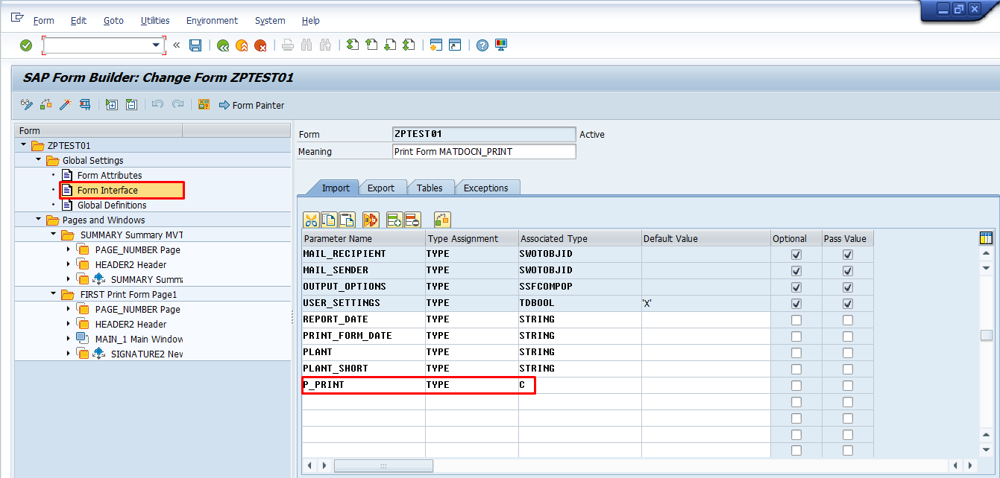 Form Edit Goto Utilities Environment System Help
SAP Form Builder: Change Form ZPTEST01
Form Painter
Form
ZPTEST01
Global Settings
Form Attributes
Form Interface
Global Definitions
Pages and Windows
SUMMARY Summary MVT
PAGE_NUMBER Page
HEADER2 Header
SUMMARY Summa
FIRST Print Form Page1
PAGE_NUMBER Page
HEADER2 Header
MAIN_1 Main Window
SIGNATURE2 New
Form ZPTEST01 Active
Meaning Print Form MATDOCN_PRINT
Import Export Tables Exceptions
Parameter Name Type Assignment Associated Type Default Value Optional Pass Value
MAIL_RECIPIENT TYPE SWOTOBJID
MAIL_SENDER TYPE SWOTOBJID
OUTPUT_OPTIONS TYPE SSFCOMPOP
USER_SETTINGS TYPE TDBOOL 'X'
REPORT_DATE TYPE STRING
PRINT_FORM_DATE TYPE STRING
PLANT TYPE STRING
PLANT_SHORT TYPE STRING
P_PRINT TYPE C